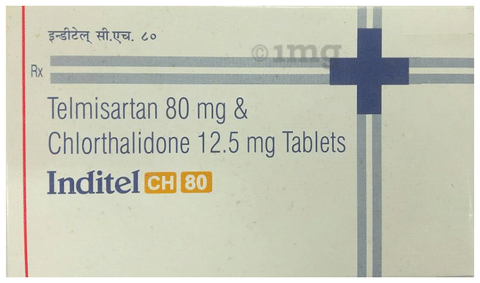 इन्डीटेल् सी.एच. ८०
©1mg
Rx
Telmisartan 80 mg &
Chlorthalidone 12.5 mg Tablets
Inditel CH 80